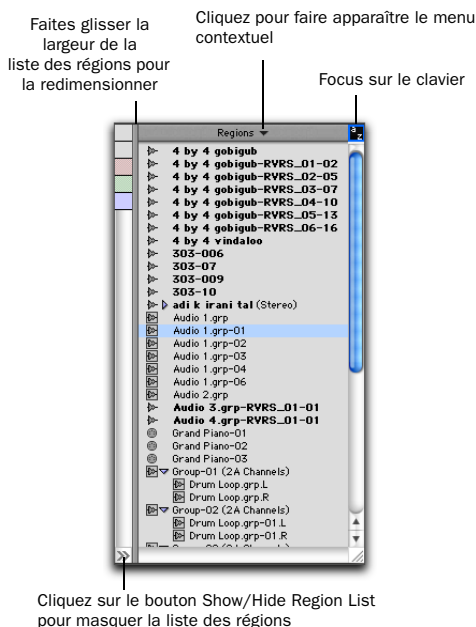 Faites glisser la
largeur de la
liste des régions pour
la redimensionner
Cliquez pour faire apparaître le menu
contextuel
Focus sur le clavier
Regions
4 by 4 gobigub
4 by 4 gobigub-RVRS_01-02
4 by 4 gobigub-RVRS_02-05
4 by 4 gobigub-RVRS_03-07
4 by 4 gobigub-RVRS_04-10
4 by 4 gobigub-RVRS_05-13
4 by 4 gobigub-RVRS_06-16
4 by 4 vindaloo
303-006
303-07
303-009
303-10
adi k irani tal (Stereo)
Audio 1.grp
Audio 1.grp-01
Audio 1.grp-02
Audio 1.grp-03
Audio 1.grp-04
Audio 1.grp-06
Audio 2.grp
Audio 3.grp-RVRS_01-01
Audio 4.grp-RVRS_01-01
Grand Piano-01
Grand Piano-02
Grand Piano-03
Group-01 (2A Channels)
Drum Loop.grp.L
Drum Loop.grp.R
Group-02 (2A Channels)
Drum Loop.grp-01.L
Drum Loop.grp-01.R
Cliquez sur le bouton Show/Hide Region List
pour masquer la liste des régions